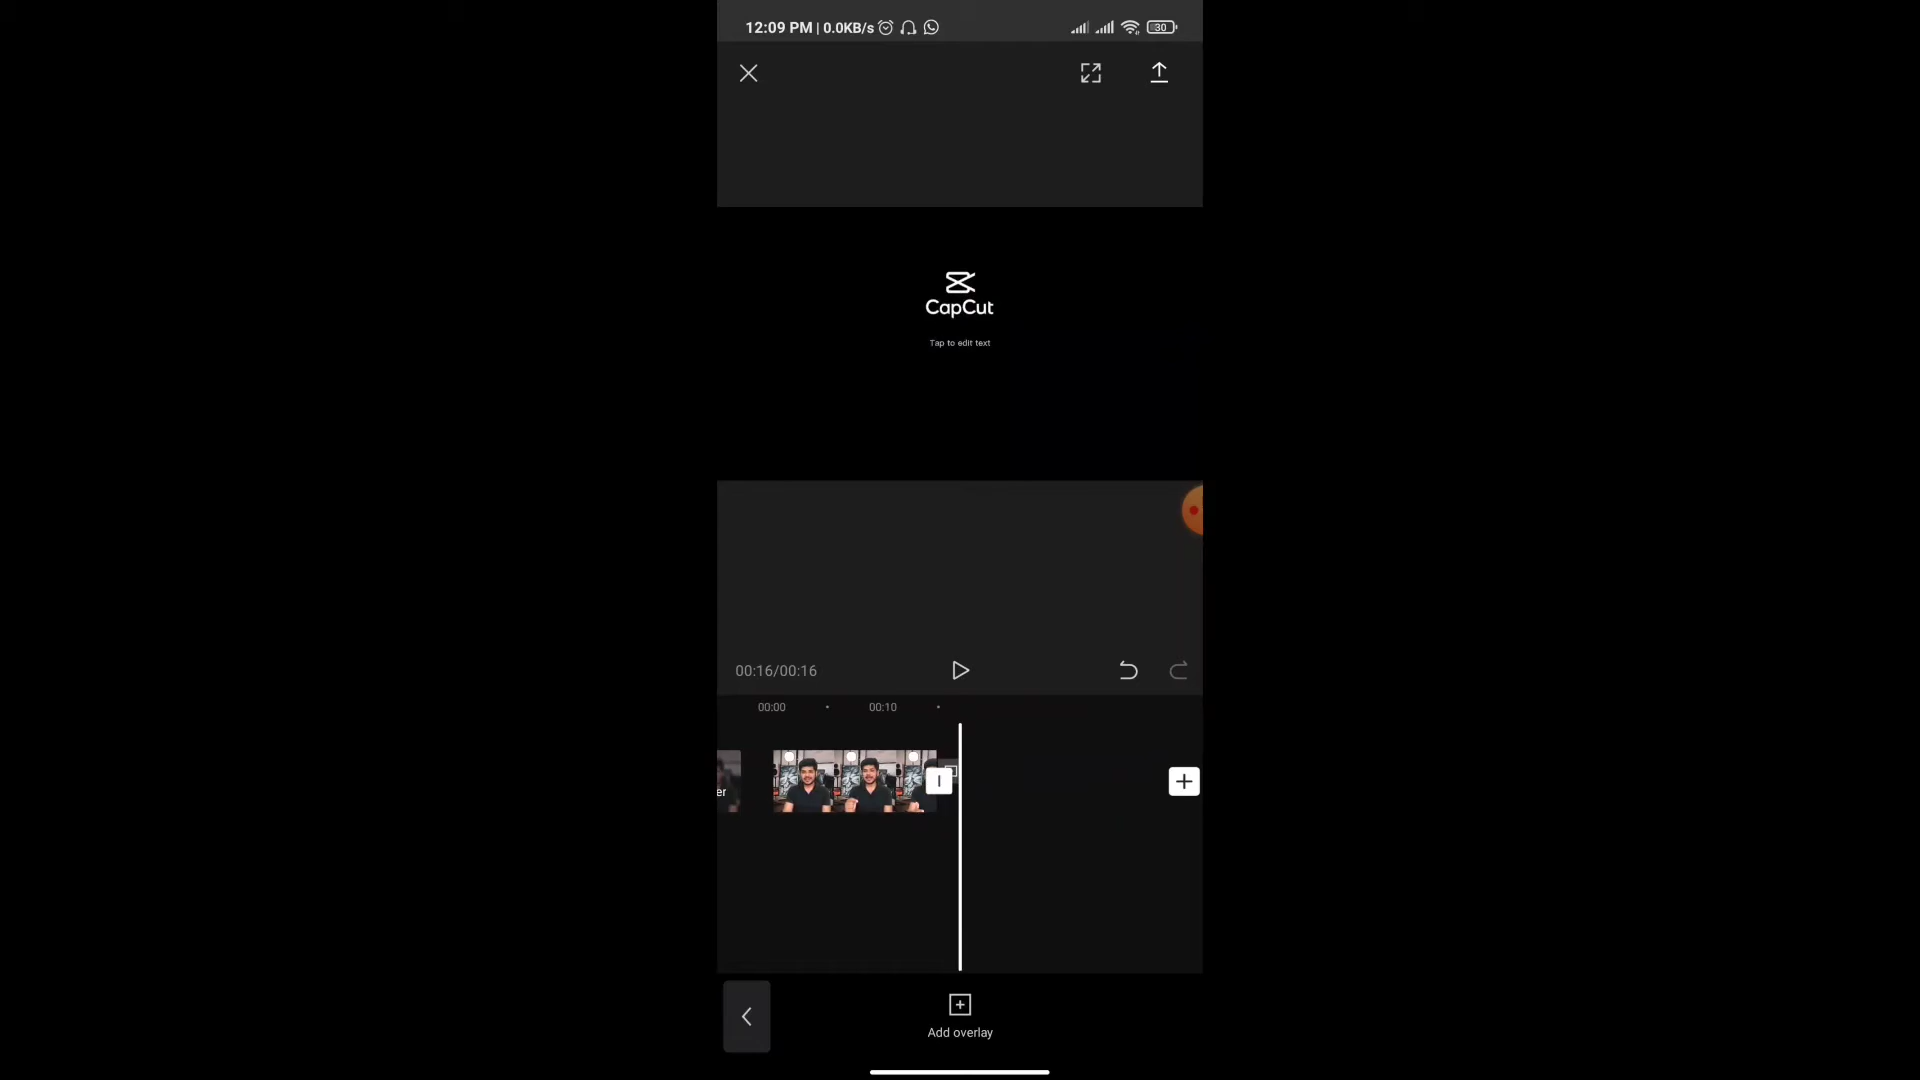 12:09 PM | 0.0KB/s
30
CapCut
Tap to edit text
00:16/00:16
00:00
00:10
er
Add overlay